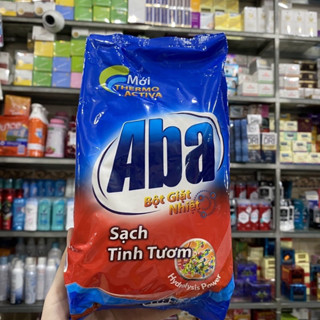 Mới
THERMO
ACTIVA
Aba
Bột Giặt
Nhiệt
Sạch
Tinh Tươm
Hydrolysis Power